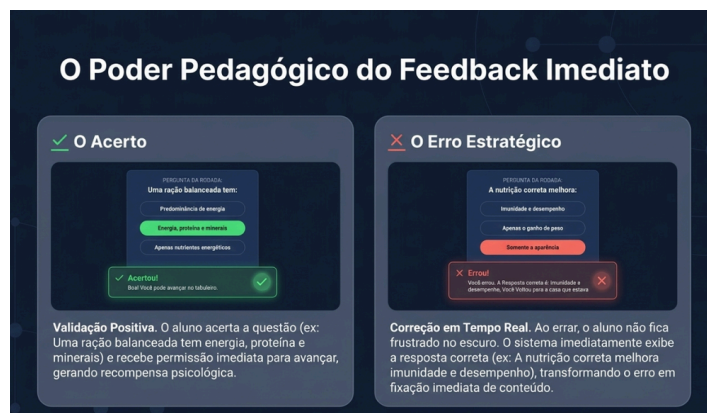 O Poder Pedagógico do Feedback Imediato
O Acerto
PERGUNTA DA RODADA:
Uma ração balanceada tem:
Predominância de energia
Energia, proteína e minerais
Apenas nutrientes energéticos
Acertou!
Boa! Você pode avançar no tabuleiro.
Validação Positiva. O aluno acerta a questão (ex:
Uma ração balanceada tem energia, proteína e
minerais) e recebe permissão imediata para avançar,
gerando recompensa psicológica.
O Erro Estratégico
PERGUNTA DA RODADA:
A nutrição correta melhora:
Imunidade e desempenho
Apenas o ganho de peso
Somente a aparência
Errou!
Você errou. A Resposta correta é: Imunidade e
desempenho, Você Voltou para a casa que estava
Correção em Tempo Real. Ao errar, o aluno não fica
frustrado no escuro. O sistema imediatamente exibe
a resposta correta (ex: A nutrição correta melhora
imunidade e desempenho), transformando o erro em
fixação imediata de conteúdo.